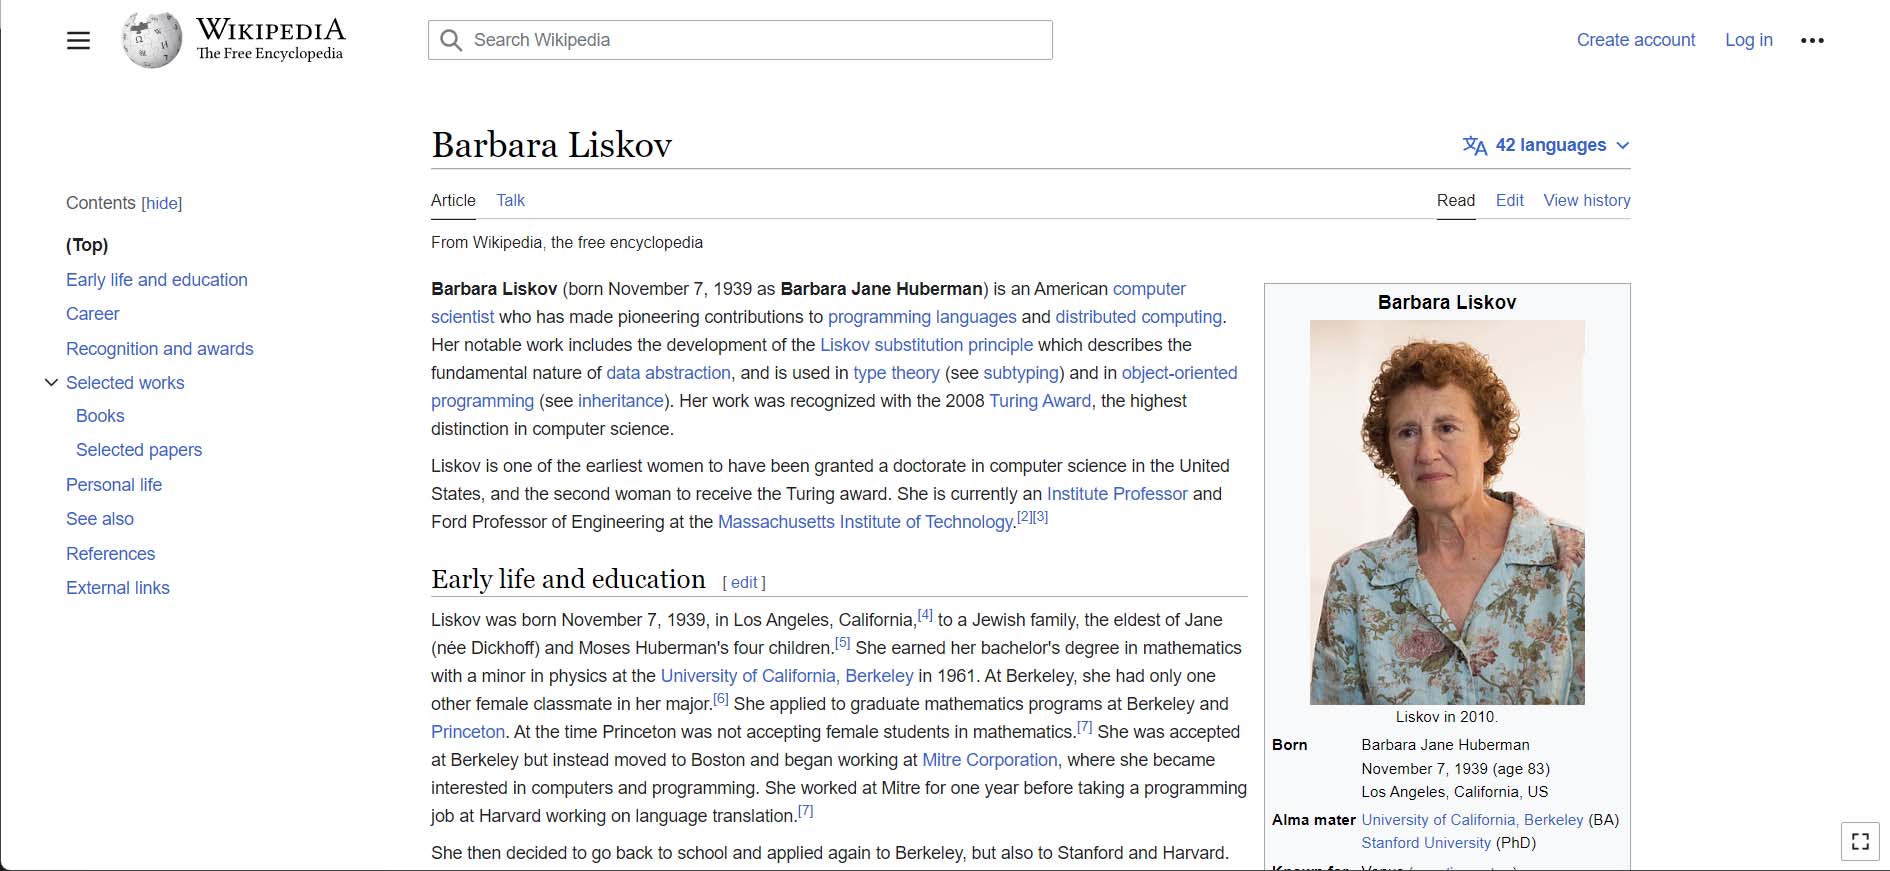 WIKIPEDIA
The Free Encyclopedia
Search Wikipedia
Create account
Log in
Barbara Liskov
42 languages
Contents [hide]
(Top)
Early life and education
Career
Recognition and awards
Selected works
Books
Selected papers
Personal life
See also
References
External links
Article
Talk
Read
Edit
View history
From Wikipedia, the free encyclopedia
Barbara Liskov (born November 7, 1939 as Barbara Jane Huberman) is an American computer
scientist who has made pioneering contributions to programming languages and distributed computing.
Her notable work includes the development of the Liskov substitution principle which describes the
fundamental nature of data abstraction, and is used in type theory (see subtyping) and in object-oriented
programming (see inheritance). Her work was recognized with the 2008 Turing Award, the highest
distinction in computer science.
Liskov is one of the earliest women to have been granted a doctorate in computer science in the United
States, and the second woman to receive the Turing award. She is currently an Institute Professor and
Ford Professor of Engineering at the Massachusetts Institute of Technology.[2][3]
Early life and education [ edit ]
Liskov was born November 7, 1939, in Los Angeles, California,[4] to a Jewish family, the eldest of Jane
(née Dickhoff) and Moses Huberman's four children.[5] She earned her bachelor's degree in mathematics
with a minor in physics at the University of California, Berkeley in 1961. At Berkeley, she had only one
other female classmate in her major.[6] She applied to graduate mathematics programs at Berkeley and
Princeton. At the time Princeton was not accepting female students in mathematics.[7] She was accepted
at Berkeley but instead moved to Boston and began working at Mitre Corporation, where she became
interested in computers and programming. She worked at Mitre for one year before taking a programming
job at Harvard working on language translation.[7]
She then decided to go back to school and applied again to Berkeley, but also to Stanford and Harvard.
Barbara Liskov
Liskov in 2010.
Born Barbara Jane Huberman
November 7, 1939 (age 83)
Los Angeles, California, US
Alma mater University of California, Berkeley (BA)
Stanford University (PhD)